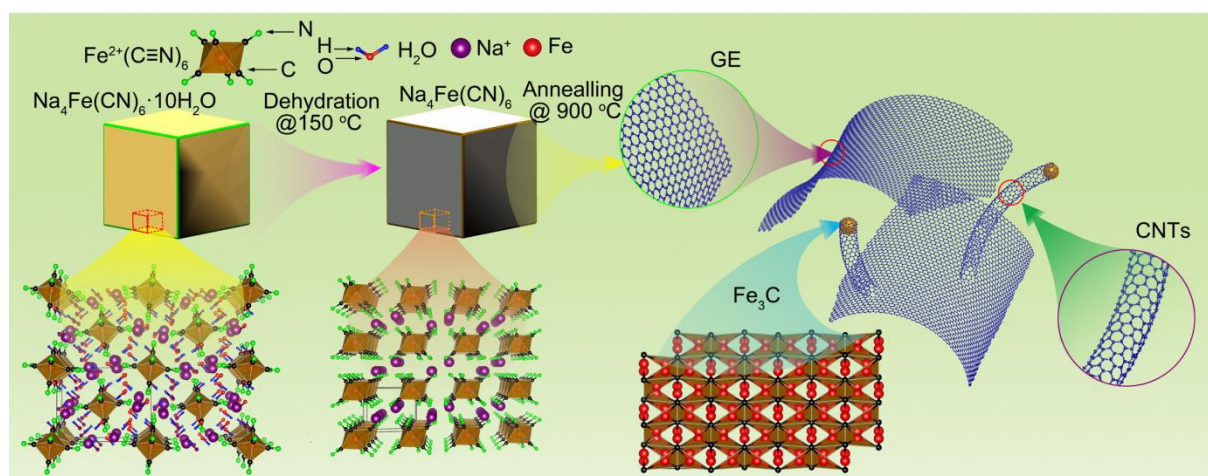 Fe²⁺(C≡N)₆
N
C
H
O
H₂O
Na⁺
Fe
Na₄Fe(CN)₆·10H₂O
Dehydration
@150 °C
Na₄Fe(CN)₆
Annealling
@ 900 °C
GE
CNTs
Fe₃C